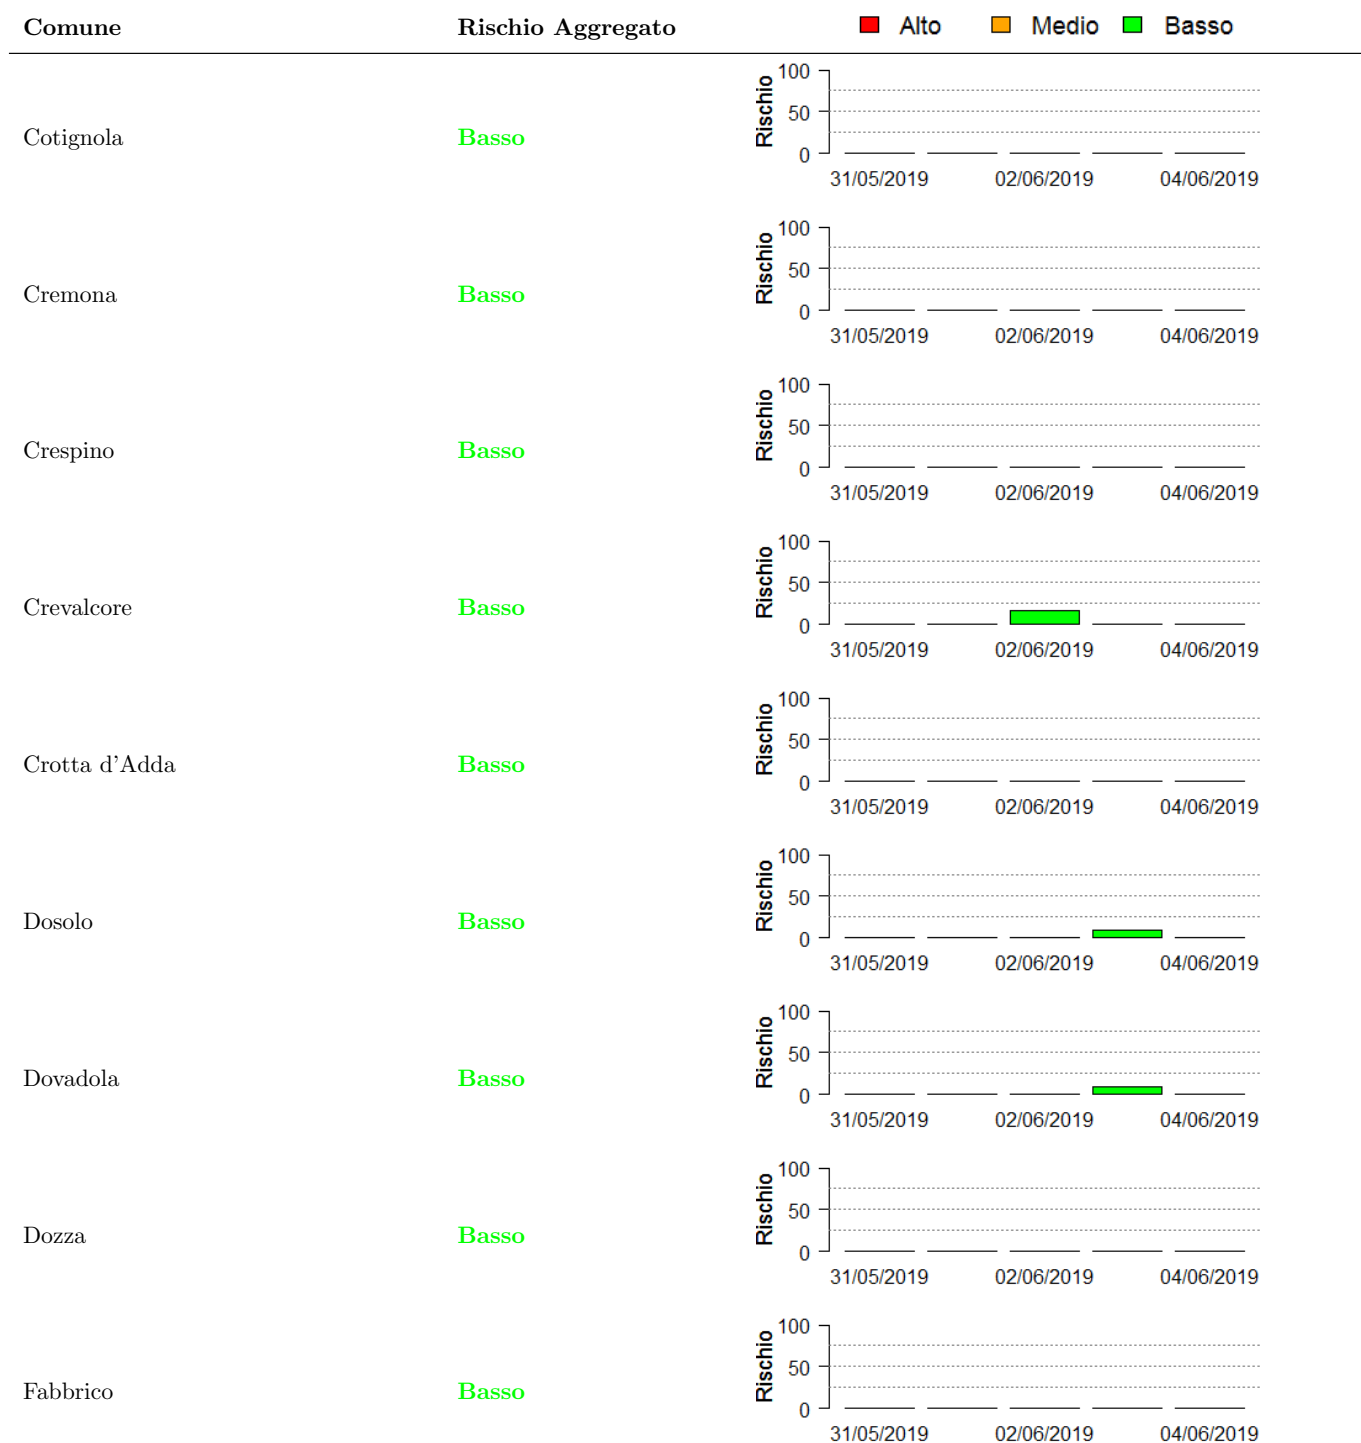 Comune Rischio Aggregato Alto Medio Basso
100
50
0
Rischio
Cotignola Basso
31/05/2019 02/06/2019 04/06/2019
100
50
0
Rischio
Cremona Basso
31/05/2019 02/06/2019 04/06/2019
100
50
0
Rischio
Crespino Basso
31/05/2019 02/06/2019 04/06/2019
100
50
0
Rischio
Crevalcore Basso
31/05/2019 02/06/2019 04/06/2019
100
50
0
Rischio
Crotta d'Adda Basso
31/05/2019 02/06/2019 04/06/2019
100
50
0
Rischio
Dosolo Basso
31/05/2019 02/06/2019 04/06/2019
100
50
0
Rischio
Dovadola Basso
31/05/2019 02/06/2019 04/06/2019
100
50
0
Rischio
Dozza Basso
31/05/2019 02/06/2019 04/06/2019
100
50
0
Rischio
Fabbrico Basso
31/05/2019 02/06/2019 04/06/2019